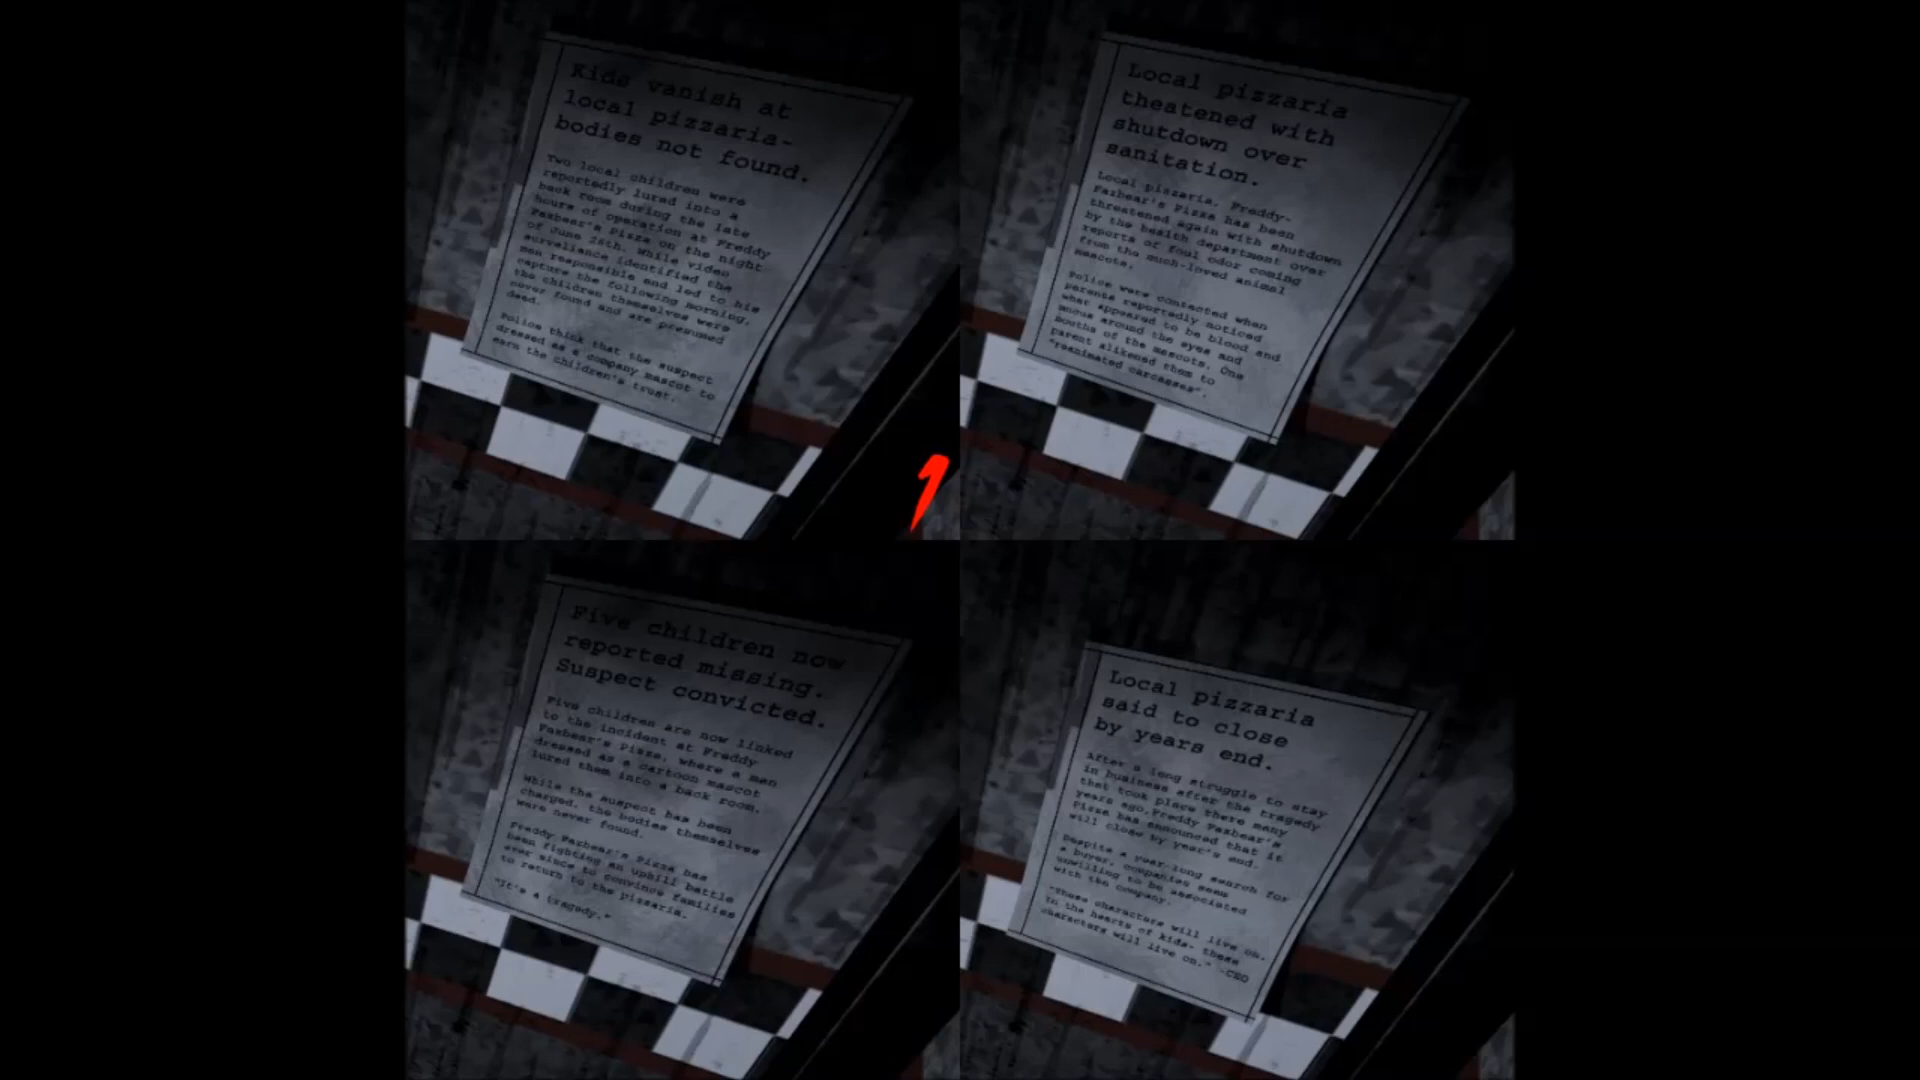 Kids vanish at
local pizzaria-
bodies not found.
Two local children were
reportedly lured into a
back room during the late
hours of operation at Freddy
Fazbear's Pizza on the night
of June 26th. While video
surveliance identified the
man responsible and led to his
capture the following morning,
the children themselves were
never found and are presumed
dead.
Police think that the suspect
dressed as a company mascot to
earn the children's trust.
1
Local pizzaria
theatened with
shutdown over
sanitation.
Local pizzaria, Freddy-
Fazbear's Pizza has been
threatened again with shutdown
by the health department over
reports of foul odor coming
from the much-loved animal
mascots.
Police were contacted when
parents reportedly noticed
what appeared to be blood and
mucus around the eyes and
mouths of the mascots. One
parent alikened them to
"reanimated carcasses".
Five children now
reported missing.
Suspect convicted.
Five children are now linked
to the incident at Freddy
Fazbear's Pizza, where a man
dressed as a cartoon mascot
lured them into a back room.
While the suspect has been
charged, the bodies themselves
were never found.
Freddy Fazbear's Pizza has
been fighting an uphill battle
ever since to convince families
to return to the pizzaria.
"It's a tragedy."
Local pizzaria
said to close
by years end.
After a long struggle to stay
in business after the tragedy
that took place there many
years ago,Freddy Fazbear's
Pizza has announced that it
will close by year's end.
Despite a year-long search for
a buyer, companies seem
unwilling to be associated
with the company.
"These characters will live on.
In the hearts of kids- these
characters will live on." -CEO